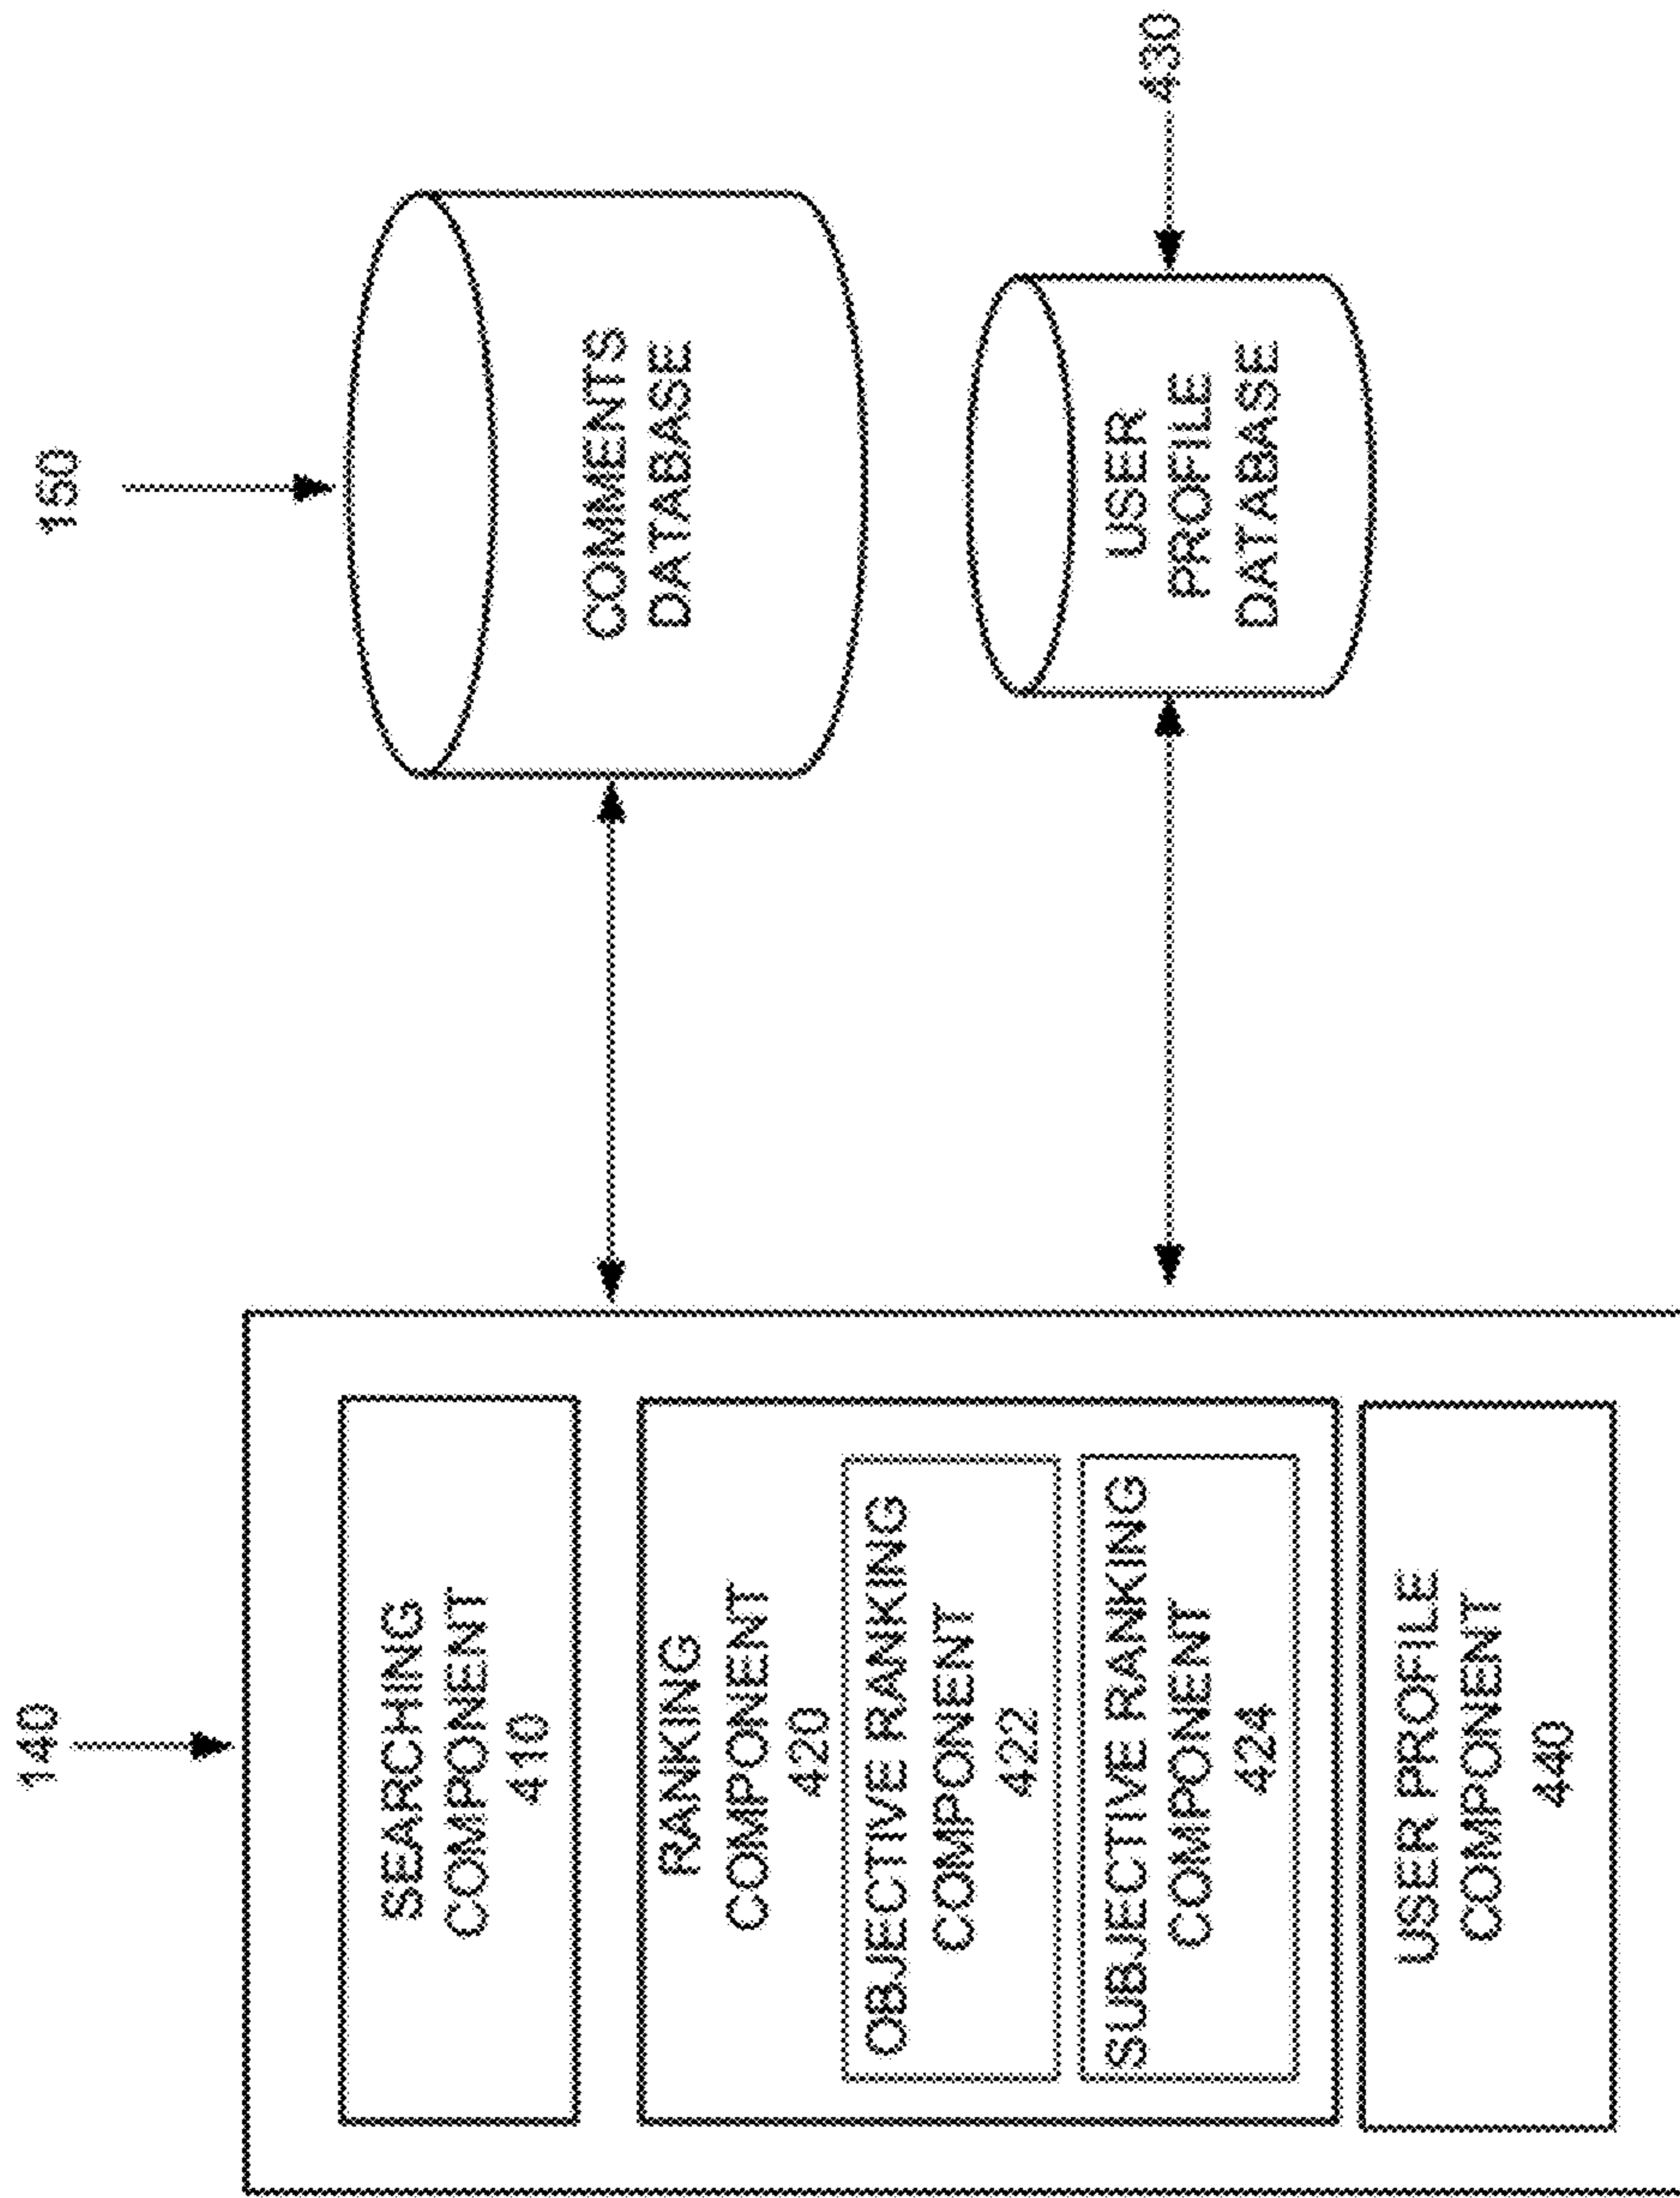 140
SEARCHING
COMPONENT
410
RANKING
COMPONENT
420
OBJECTIVE RANKING
COMPONENT
422
SUBJECTIVE RANKING
COMPONENT
424
USER PROFILE
COMPONENT
440
150
COMMENTS
DATABASE
USER
PROFILE
DATABASE
430